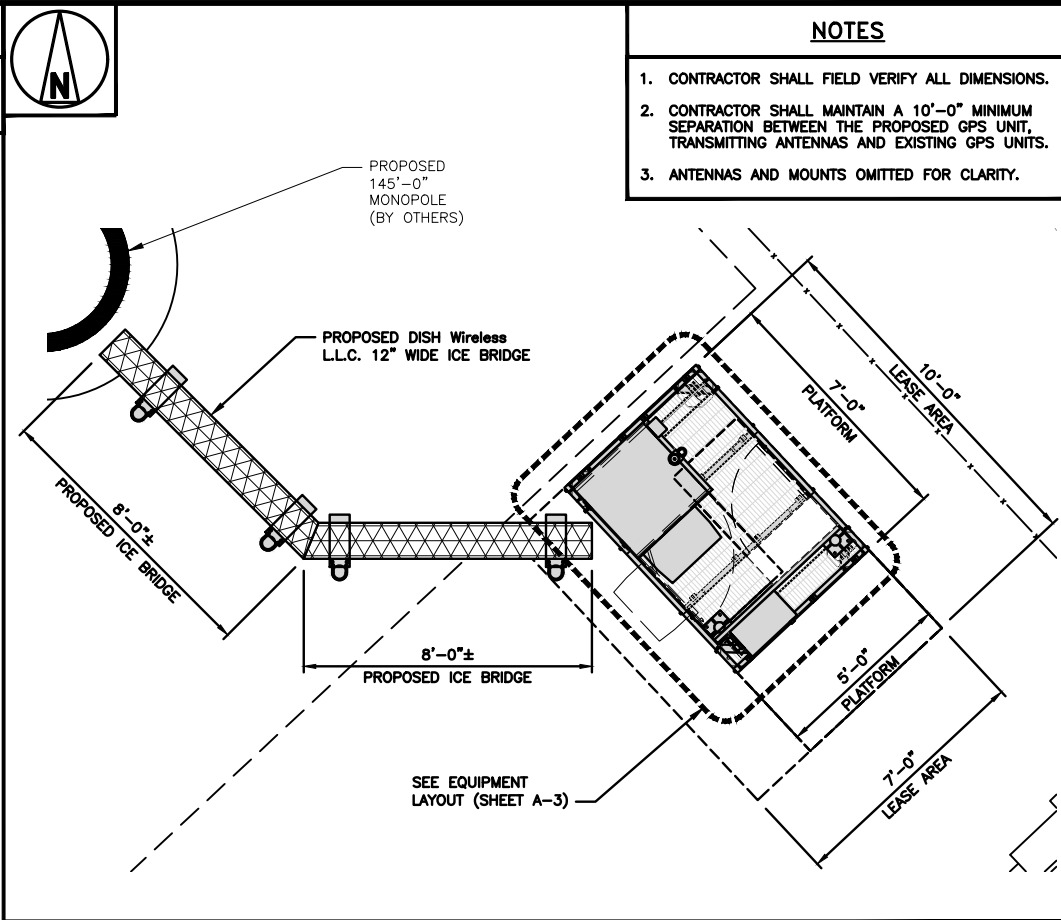 N
NOTES
1. CONTRACTOR SHALL FIELD VERIFY ALL DIMENSIONS.
2. CONTRACTOR SHALL MAINTAIN A 10'-0" MINIMUM
SEPARATION BETWEEN THE PROPOSED GPS UNIT,
TRANSMITTING ANTENNAS AND EXISTING GPS UNITS.
3. ANTENNAS AND MOUNTS OMITTED FOR CLARITY.
PROPOSED
145'-0"
MONOPOLE
(BY OTHERS)
PROPOSED DISH Wireless
L.L.C. 12" WIDE ICE BRIDGE
10'-0"
LEASE AREA
7'-0"
PLATFORM
8'-0"±
PROPOSED ICE BRIDGE
8'-0"±
PROPOSED ICE BRIDGE
5'-0"
PLATFORM
7'-0"
LEASE AREA
SEE EQUIPMENT
LAYOUT (SHEET A-3)